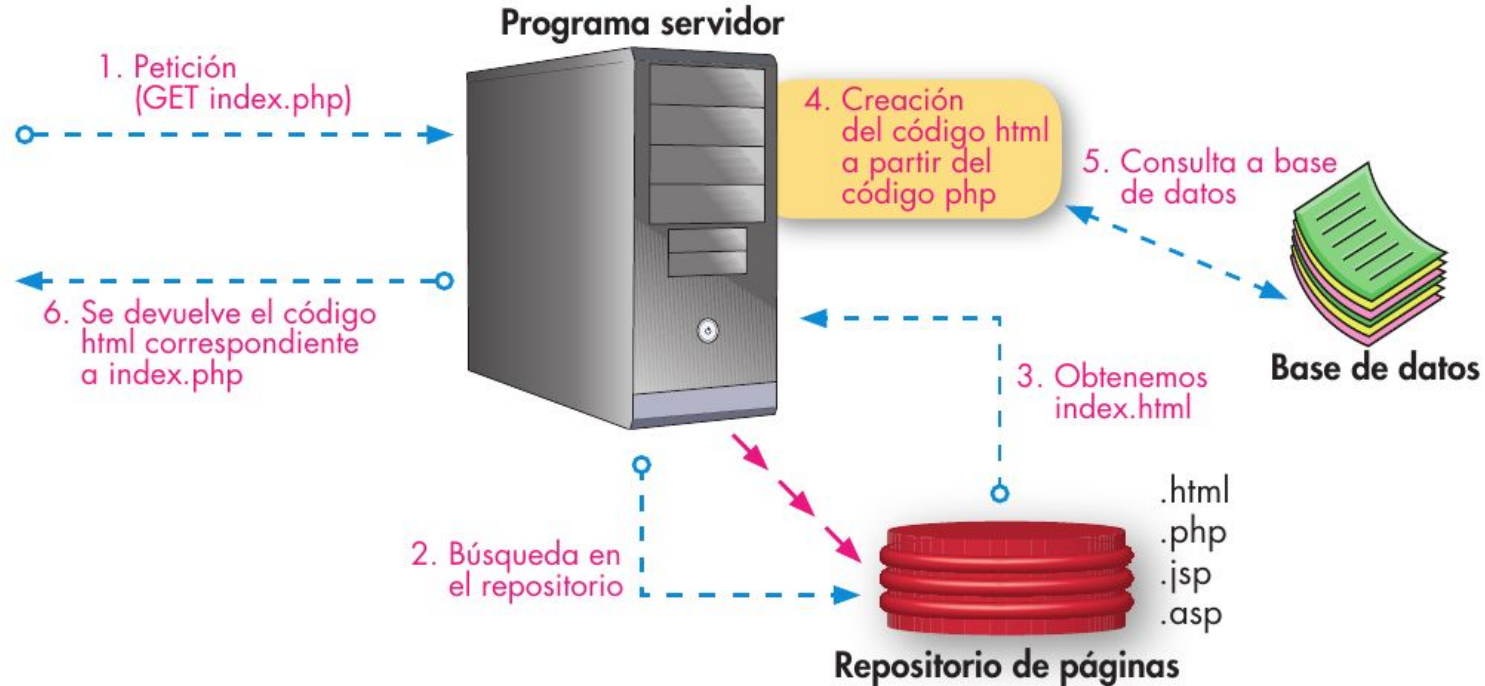 Programa servidor
1. Petición
(GET index.php)
4. Creación
del código html
a partir del
código php
5. Consulta a base
de datos
6. Se devuelve el código
html correspondiente
a index.php
Base de datos
3. Obtenemos
index.html
2. Búsqueda en
el repositorio
.html
.php
.jsp
.asp
Repositorio de páginas